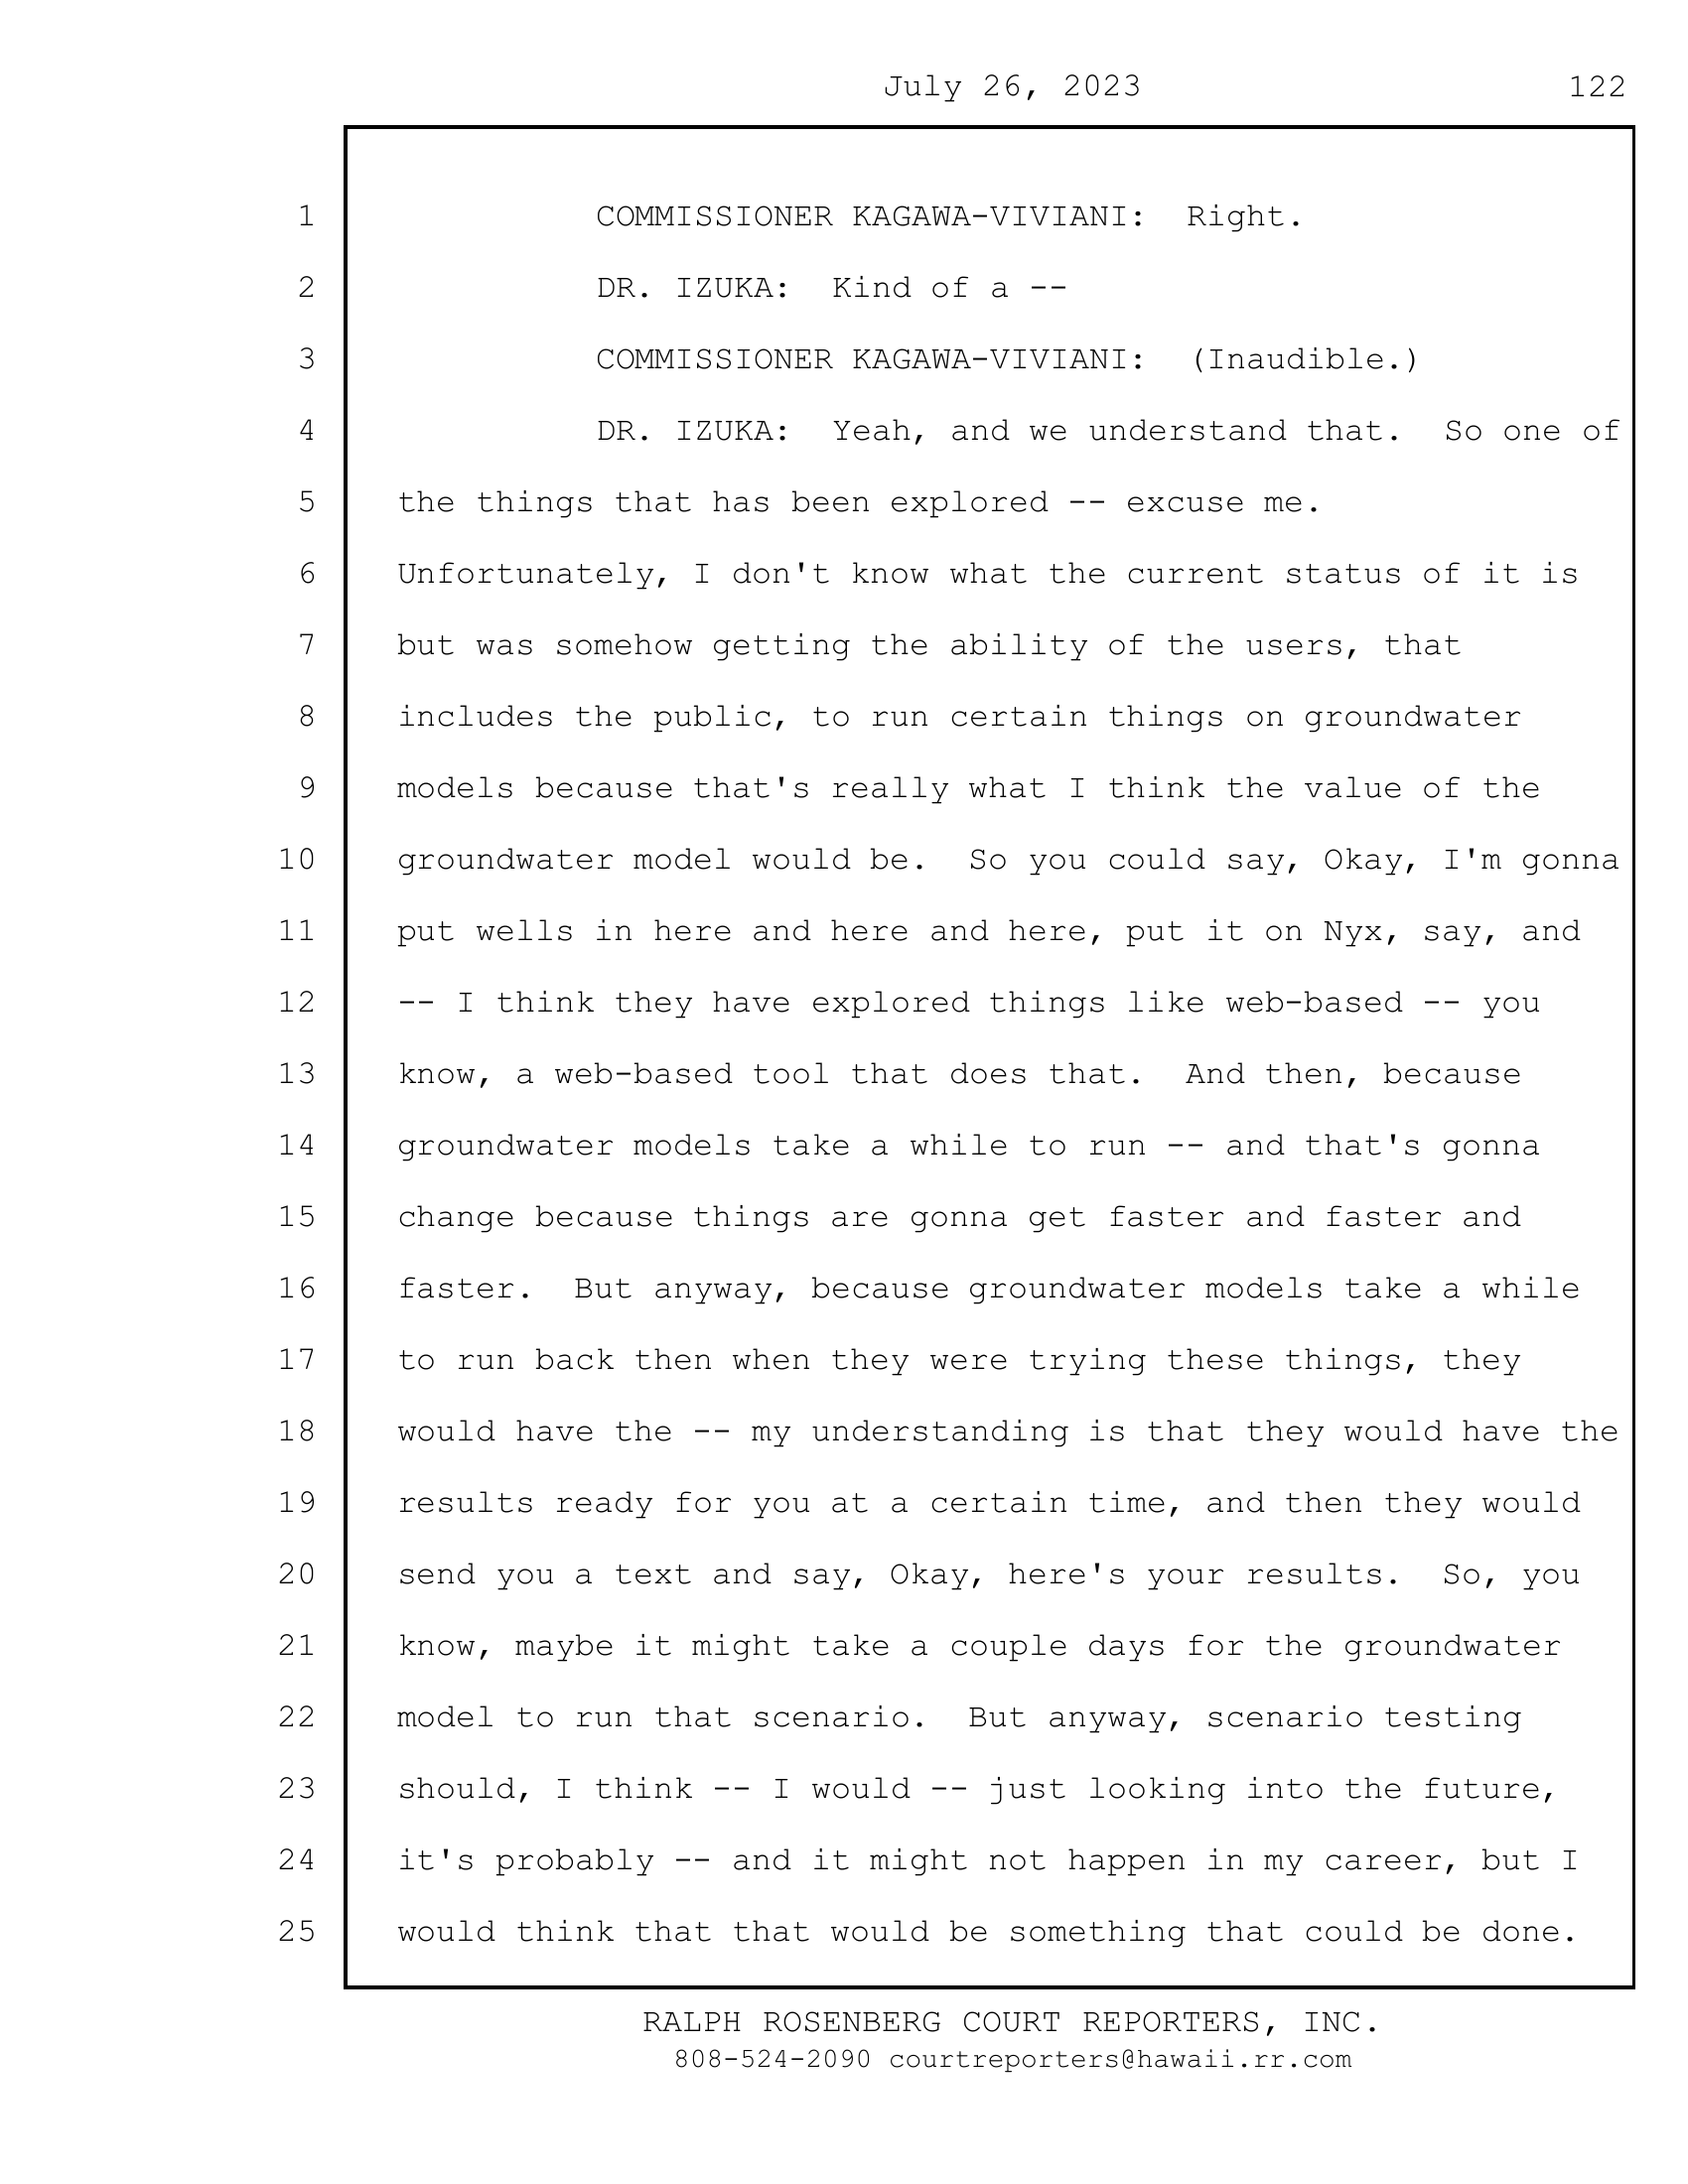 July 26, 2023 122
1 COMMISSIONER KAGAWA-VIVIANI:  Right.
2 DR. IZUKA:  Kind of a --
3 COMMISSIONER KAGAWA-VIVIANI:  (Inaudible.)
4 DR. IZUKA:  Yeah, and we understand that.  So one of
5 the things that has been explored -- excuse me.
6 Unfortunately, I don't know what the current status of it is
7 but was somehow getting the ability of the users, that
8 includes the public, to run certain things on groundwater
9 models because that's really what I think the value of the
10 groundwater model would be.  So you could say, Okay, I'm gonna
11 put wells in here and here and here, put it on Nyx, say, and
12 -- I think they have explored things like web-based -- you
13 know, a web-based tool that does that.  And then, because
14 groundwater models take a while to run -- and that's gonna
15 change because things are gonna get faster and faster and
16 faster.  But anyway, because groundwater models take a while
17 to run back then when they were trying these things, they
18 would have the -- my understanding is that they would have the
19 results ready for you at a certain time, and then they would
20 send you a text and say, Okay, here's your results.  So, you
21 know, maybe it might take a couple days for the groundwater
22 model to run that scenario.  But anyway, scenario testing
23 should, I think -- I would -- just looking into the future,
24 it's probably -- and it might not happen in my career, but I
25 would think that that would be something that could be done.
RALPH ROSENBERG COURT REPORTERS, INC.
808-524-2090 courtreporters@hawaii.rr.com